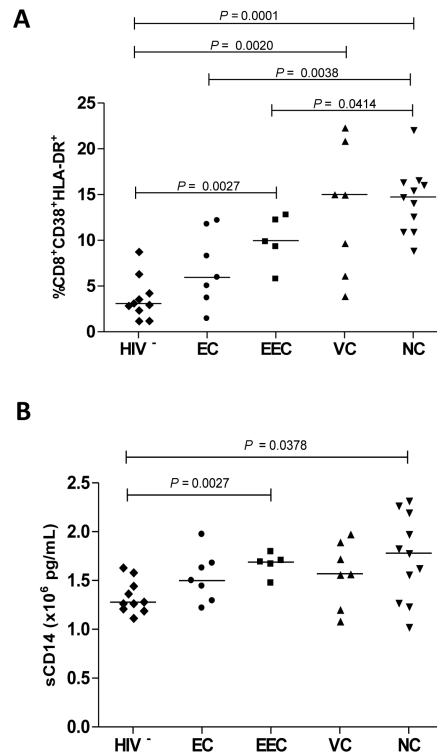 A
P = 0.0001
P = 0.0020
P = 0.0038
P = 0.0414
P = 0.0027
%CD8+CD38+HLA-DR+
25
20
15
10
5
0
HIV - EC EEC VC NC
B
P = 0.0378
P = 0.0027
sCD14 (x10⁶ pg/mL)
2.5
2.0
1.5
1.0
0.5
0.0
HIV - EC EEC VC NC